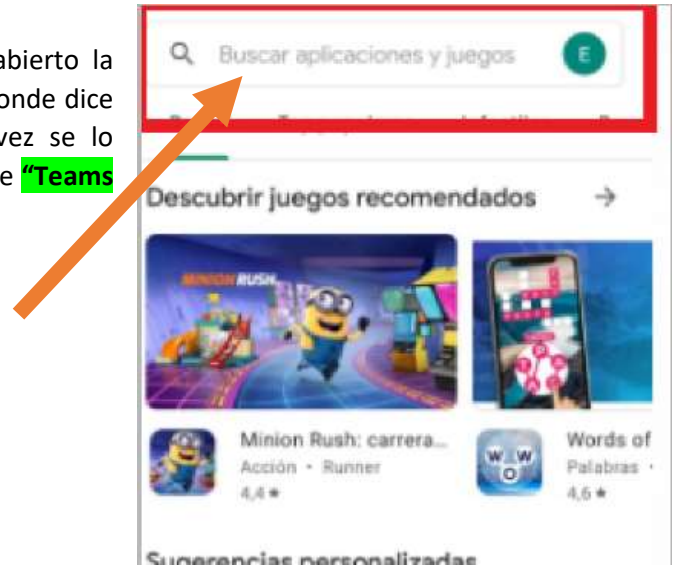 abierto la
onde dice
vez se lo
e “Teams
Buscar aplicaciones y juegos
E
Descubrir juegos recomendados
MINION RUSH
Minion Rush: carrera...
Acción • Runner
4,4 ★
W W
O
Words of
Palabras •
4,6 ★
Sugerencias personalizadas